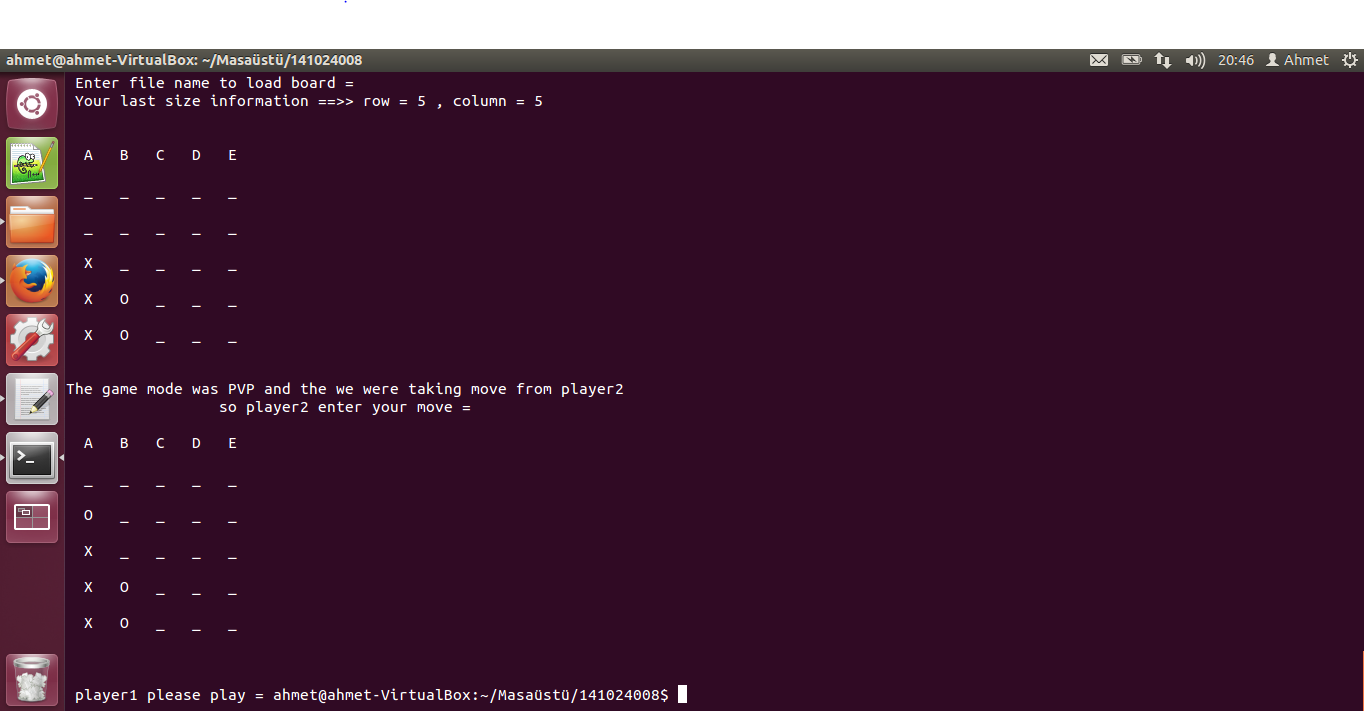 ahmet@ahmet-VirtualBox: ~/Masaüstü/141024008 20:46 Ahmet
Enter file name to load board =
Your last size information ==>> row = 5 , column = 5
A B C D E
_ _ _ _ _
_ _ _ _ _
X _ _ _ _
X O _ _ _
X O _ _ _
The game mode was PVP and the we were taking move from player2
so player2 enter your move =
A B C D E
_ _ _ _ _
O _ _ _ _
X _ _ _ _
X O _ _ _
X O _ _ _
player1 please play = ahmet@ahmet-VirtualBox:~/Masaüstü/141024008$